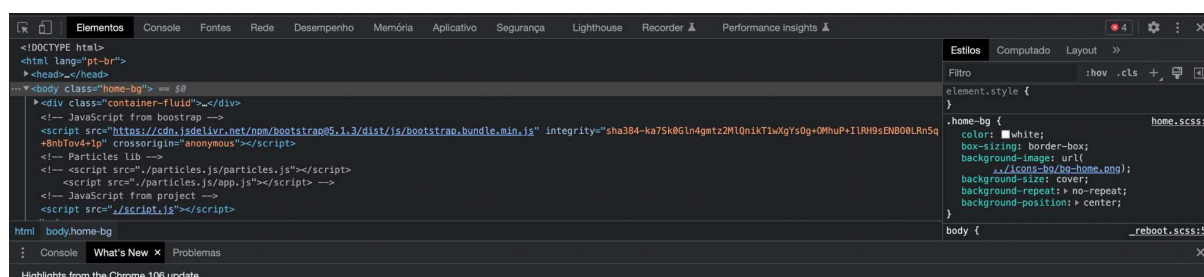 Elementos Console Fontes Rede Desempenho Memória Aplicativo Segurança Lighthouse Recorder Performance insights 4
<!DOCTYPE html>
<html lang="pt-br">
<head>…</head>
<body class="home-bg"> == $0
<div class="container-fluid">…</div>
<!-- JavaScript from boostrap -->
<script src="https://cdn.jsdelivr.net/npm/bootstrap@5.1.3/dist/js/bootstrap.bundle.min.js" integrity="sha384-ka7Sk0Gln4gmtz2MlQnikT1wXgYsOg+OMhuP+IlRH9sENBO0LRn5q
+8nbTov4+1p" crossorigin="anonymous"></script>
<!-- Particles lib -->
<!-- <script src="./particles.js/particles.js"></script>
<script src="./particles.js/app.js"></script> -->
<!-- JavaScript from project -->
<script src="./script.js"></script>
html body.home-bg
Estilos Computado Layout »
Filtro :hov .cls +
element.style {
}
.home-bg { home.scss:
color: white;
box-sizing: border-box;
background-image: url(
../icons-bg/bg-home.png);
background-size: cover;
background-repeat: no-repeat;
background-position: center;
}
body { _reboot.scss:5
Console What's New × Problemas
Highlights from the Chrome 106 update